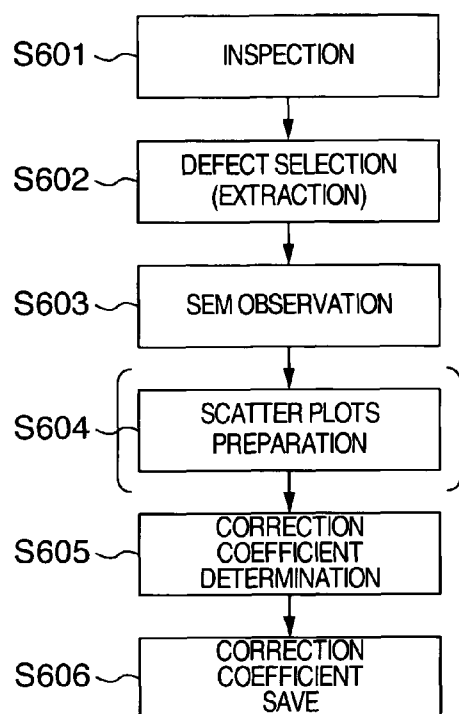 S601
INSPECTION
S602
DEFECT SELECTION
(EXTRACTION)
S603
SEM OBSERVATION
S604
SCATTER PLOTS
PREPARATION
S605
CORRECTION
COEFFICIENT
DETERMINATION
S606
CORRECTION
COEFFICIENT
SAVE